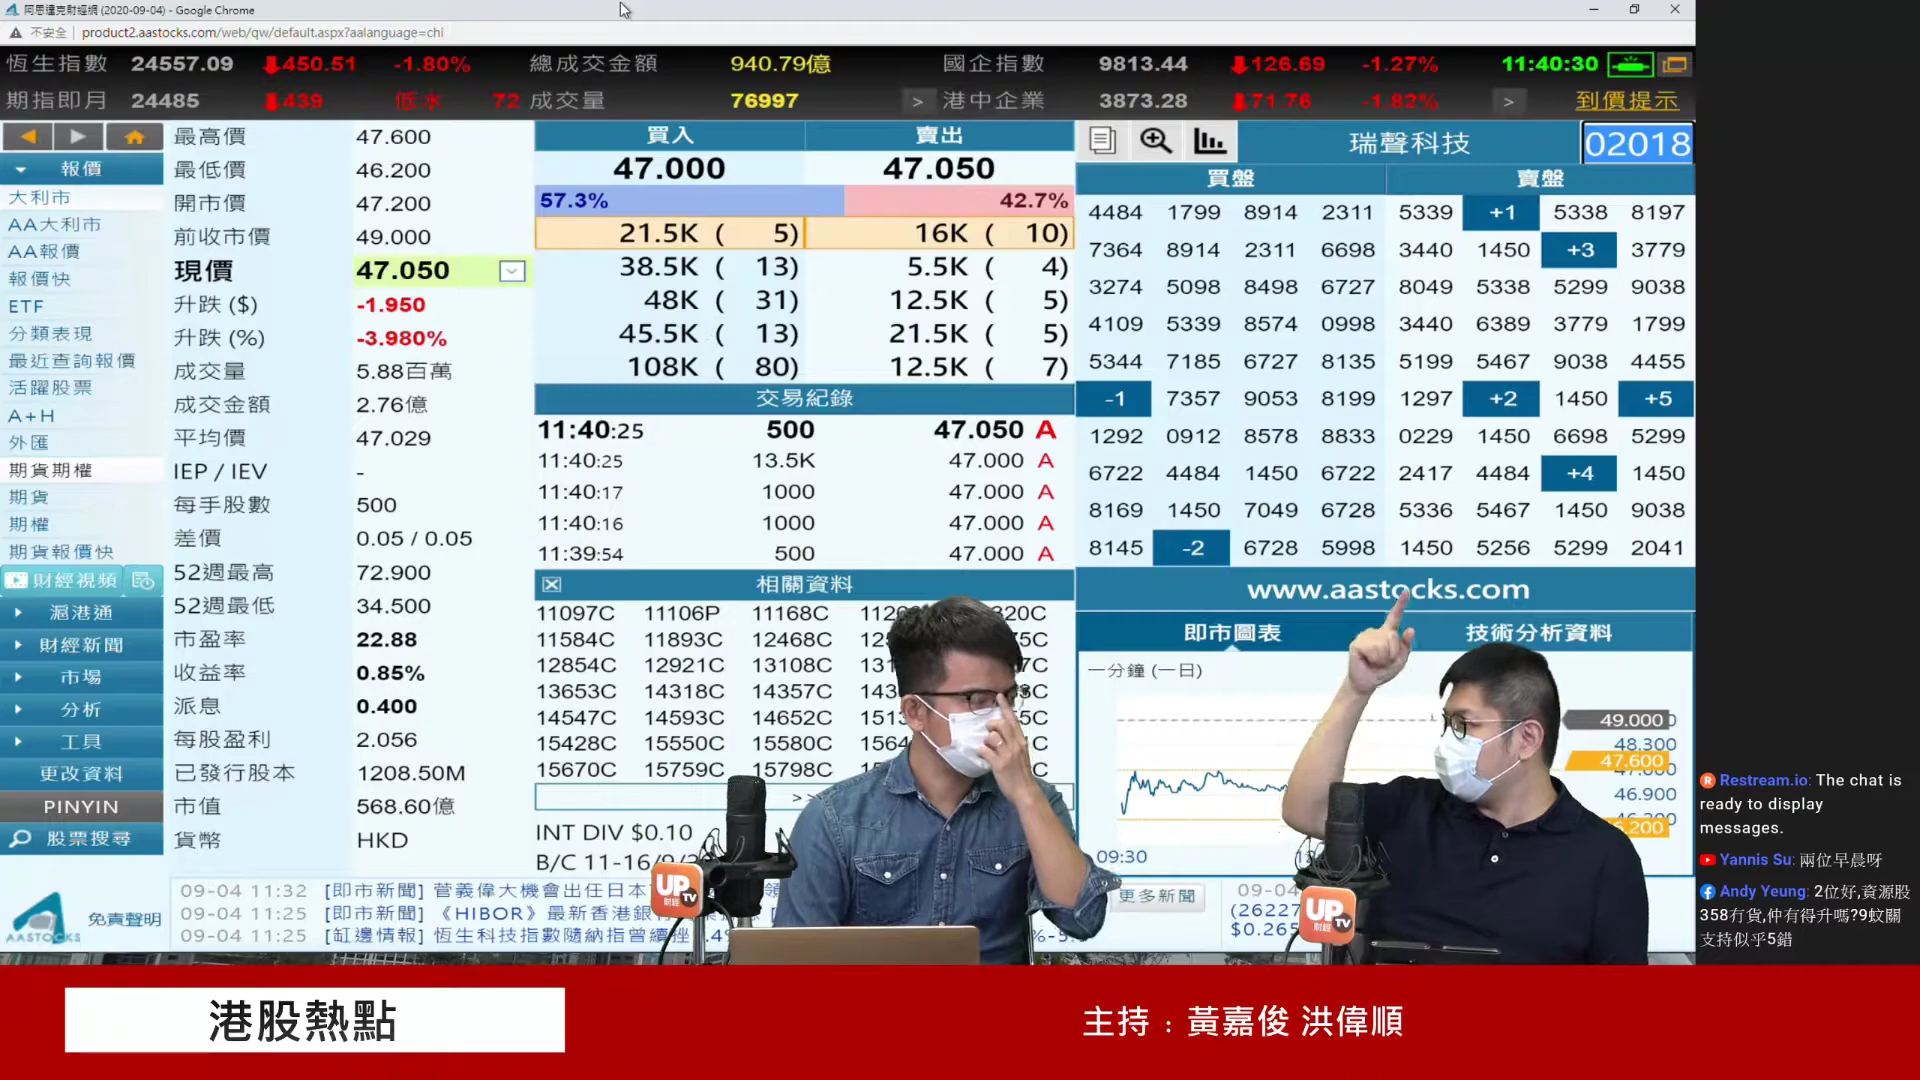 阿思達克財經網 (2020-09-04) - Google Chrome
不安全 | product2.aastocks.com/web/qw/default.aspx?aalanguage=chi
恆生指數 24557.09 450.51 -1.80% 總成交金額 940.79億 國企指數 9813.44 126.69 -1.27% 11:40:30
期指即月 24485 439 低水 72 成交量 76997 > 港中企業 3873.28 71.76 -1.82% > 到價提示
報價
大利市
AA大利市
AA報價
報價快
ETF
分類表現
最近查詢報價
活躍股票
A+H
外匯
期貨期權
期貨
期權
期貨報價快
財經視頻
滬港通
財經新聞
市場
分析
工具
更改資料
PINYIN
股票搜尋
最高價 47.600
最低價 46.200
開市價 47.200
前收市價 49.000
現價 47.050
升跌 ($) -1.950
升跌 (%) -3.980%
成交量 5.88百萬
成交金額 2.76億
平均價 47.029
IEP / IEV -
每手股數 500
差價 0.05 / 0.05
52週最高 72.900
52週最低 34.500
市盈率 22.88
收益率 0.85%
派息 0.400
每股盈利 2.056
已發行股本 1208.50M
市值 568.60億
貨幣 HKD
買入 賣出
47.000 47.050
57.3% 42.7%
21.5K ( 5) 16K ( 10)
38.5K ( 13) 5.5K ( 4)
48K ( 31) 12.5K ( 5)
45.5K ( 13) 21.5K ( 5)
108K ( 80) 12.5K ( 7)
交易紀錄
11:40:25 500 47.050 A
11:40:25 13.5K 47.000 A
11:40:17 1000 47.000 A
11:40:16 1000 47.000 A
11:39:54 500 47.000 A
相關資料
11097C 11106P 11168C
11584C 11893C 12468C
12854C 12921C 13108C
13653C 14318C 14357C
14547C 14593C 14652C
15428C 15550C 15580C
15670C 15759C 15798C
INT DIV $0.10
B/C 11-16/9/
瑞聲科技 02018
買盤 賣盤
4484 1799 8914 2311 5339 +1 5338 8197
7364 8914 2311 6698 3440 1450 +3 3779
3274 5098 8498 6727 8049 5338 5299 9038
4109 5339 8574 0998 3440 6389 3779 1799
5344 7185 6727 8135 5199 5467 9038 4455
-1 7357 9053 8199 1297 +2 1450 +5
1292 0912 8578 8833 0229 1450 6698 5299
6722 4484 1450 6722 2417 4484 +4 1450
8169 1450 7049 6728 5336 5467 1450 9038
8145 -2 6728 5998 1450 5256 5299 2041
www.aastocks.com
即市圖表 技術分析資料
一分鐘 (一日)
49.000
48.300
47.600
46.900
09:30
AASTOCKS 免責聲明
09-04 11:32 [即市新聞] 菅義偉大機會出任日本
09-04 11:25 [即市新聞] 《HIBOR》最新香港銀
09-04 11:25 [缸邊情報] 恆生科技指數隨納指曾續挫
更多新聞
09-04
(26227
$0.265
UP TV 財經
UP TV 財經
Restream.io: The chat is
ready to display
messages.
Yannis Su: 兩位早晨呀
Andy Yeung: 2位好,資源股
358冇貨,仲有得升嗎?9蚊關
支持似乎5錯
港股熱點
主持：黃嘉俊 洪偉順